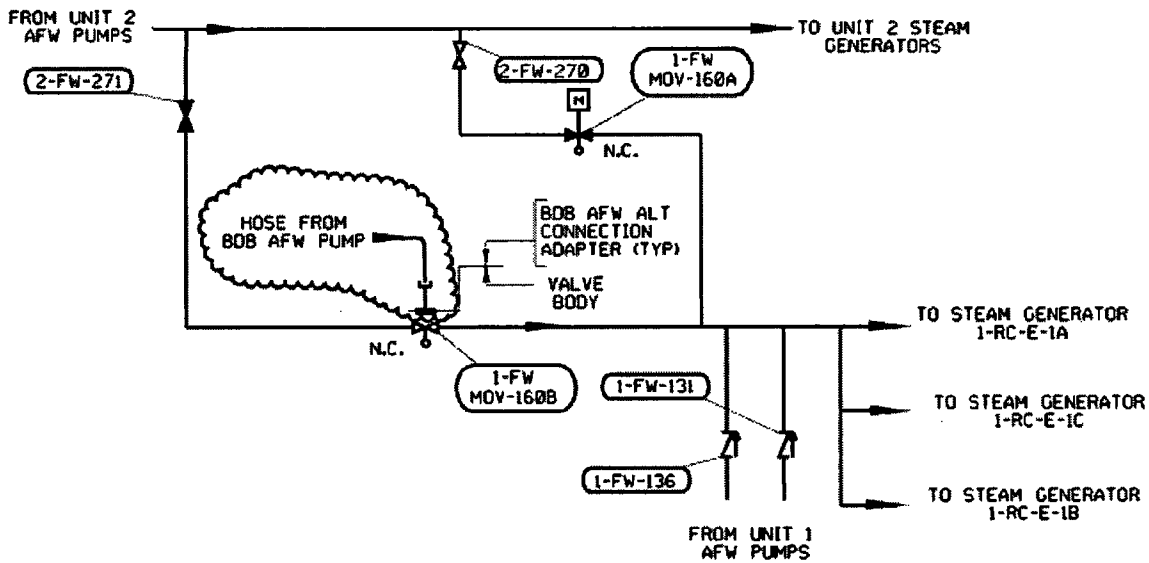 FROM UNIT 2
AFW PUMPS
TO UNIT 2 STEAM
GENERATORS
2-FW-271
2-FW-270
1-FW
MOV-160A
M
N.C.
HOSE FROM
BDB AFW PUMP
BDB AFW ALT
CONNECTION
ADAPTER (TYP)
VALVE
BODY
N.C.
1-FW
MOV-160B
TO STEAM GENERATOR
1-RC-E-1A
1-FW-131
TO STEAM GENERATOR
1-RC-E-1C
1-FW-136
TO STEAM GENERATOR
1-RC-E-1B
FROM UNIT 1
AFW PUMPS